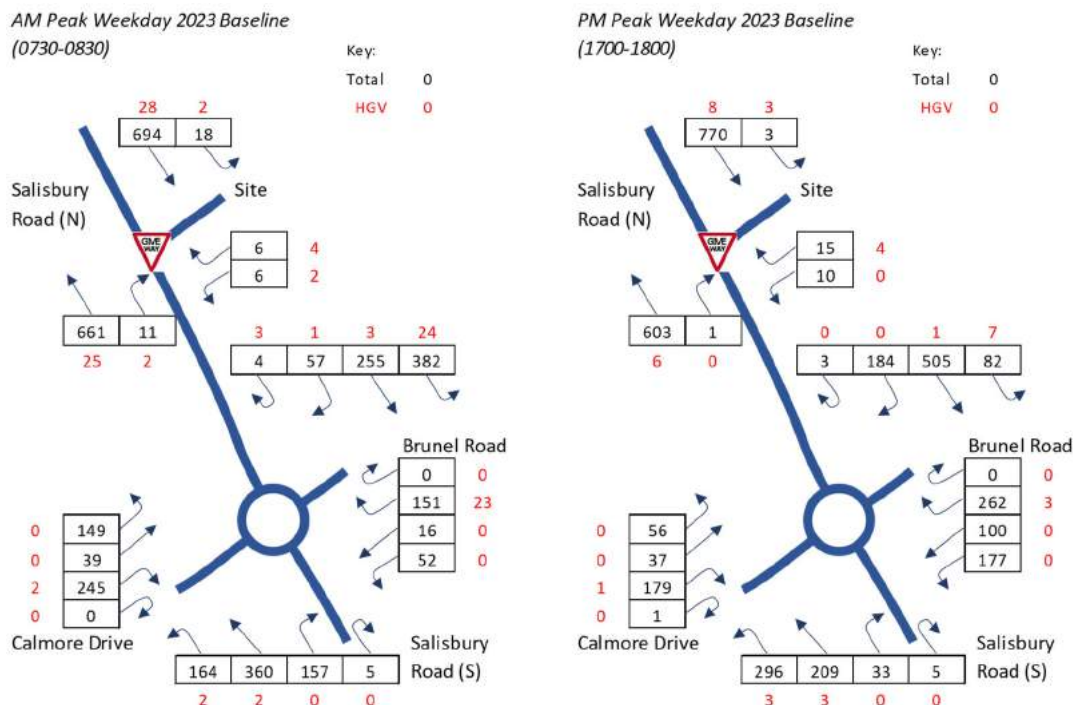 AM Peak Weekday 2023 Baseline
(0730-0830)
Key:
Total 0
HGV 0
28 2
694 18
Salisbury
Road (N)
Site
GIVE
WAY
6 4
6 2
661 11
25 2
3 1 3 24
4 57 255 382
Brunel Road
0 0
151 23
16 0
52 0
0 149
0 39
2 245
0 0
Calmore Drive
Salisbury
Road (S)
164 360 157 5
2 2 0 0
PM Peak Weekday 2023 Baseline
(1700-1800)
Key:
Total 0
HGV 0
8 3
770 3
Salisbury
Road (N)
Site
GIVE
WAY
15 4
10 0
603 1
6 0
0 0 1 7
3 184 505 82
Brunel Road
0 0
262 3
100 0
177 0
0 56
0 37
1 179
0 1
Calmore Drive
Salisbury
Road (S)
296 209 33 5
3 3 0 0